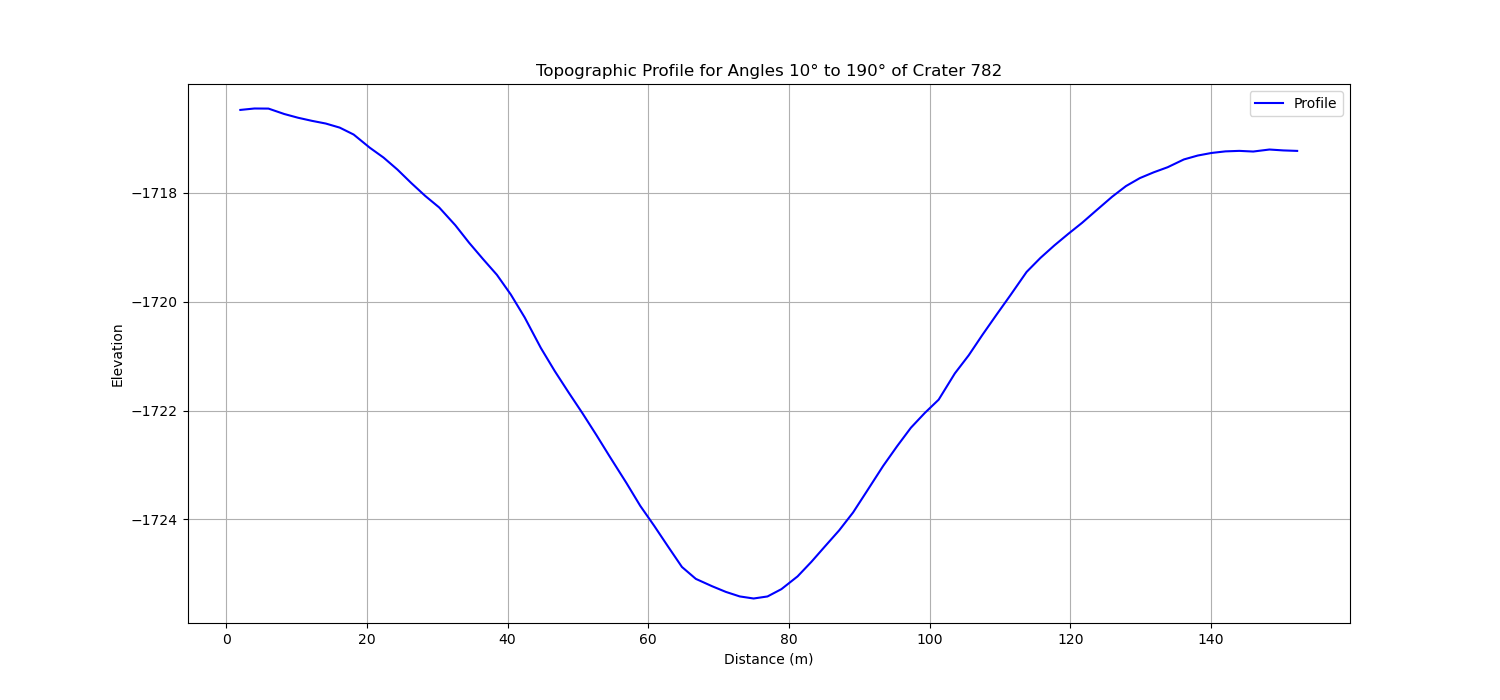 Topographic Profile for Angles 10° to 190° of Crater 782
Profile
−1718
−1720
−1722
−1724
Elevation
0 20 40 60 80 100 120 140
Distance (m)